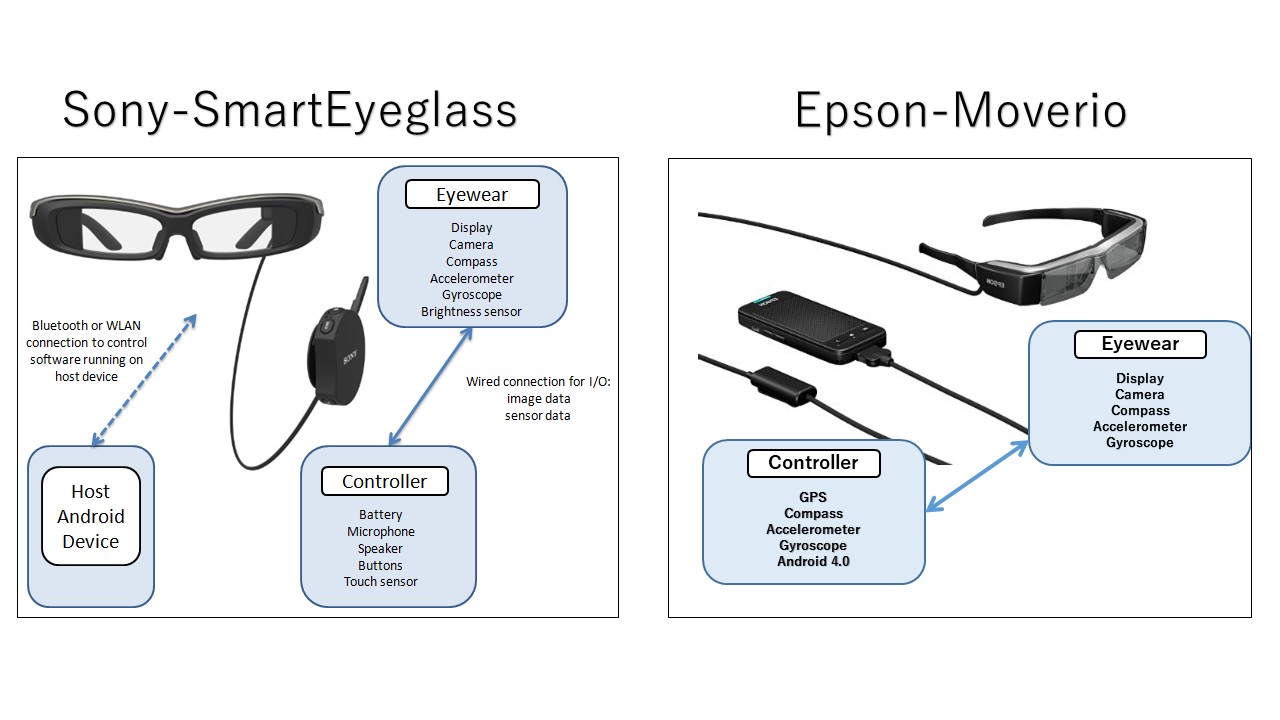 Sony-SmartEyeglass
Eyewear
Display
Camera
Compass
Accelerometer
Gyroscope
Brightness sensor
Bluetooth or WLAN
connection to control
software running on
host device
SONY
Wired connection for I/O:
image data
sensor data
Host
Android
Device
Controller
Battery
Microphone
Speaker
Buttons
Touch sensor
Epson-Moverio
EPSON
EPSON
Eyewear
Display
Camera
Compass
Accelerometer
Gyroscope
Controller
GPS
Compass
Accelerometer
Gyroscope
Android 4.0